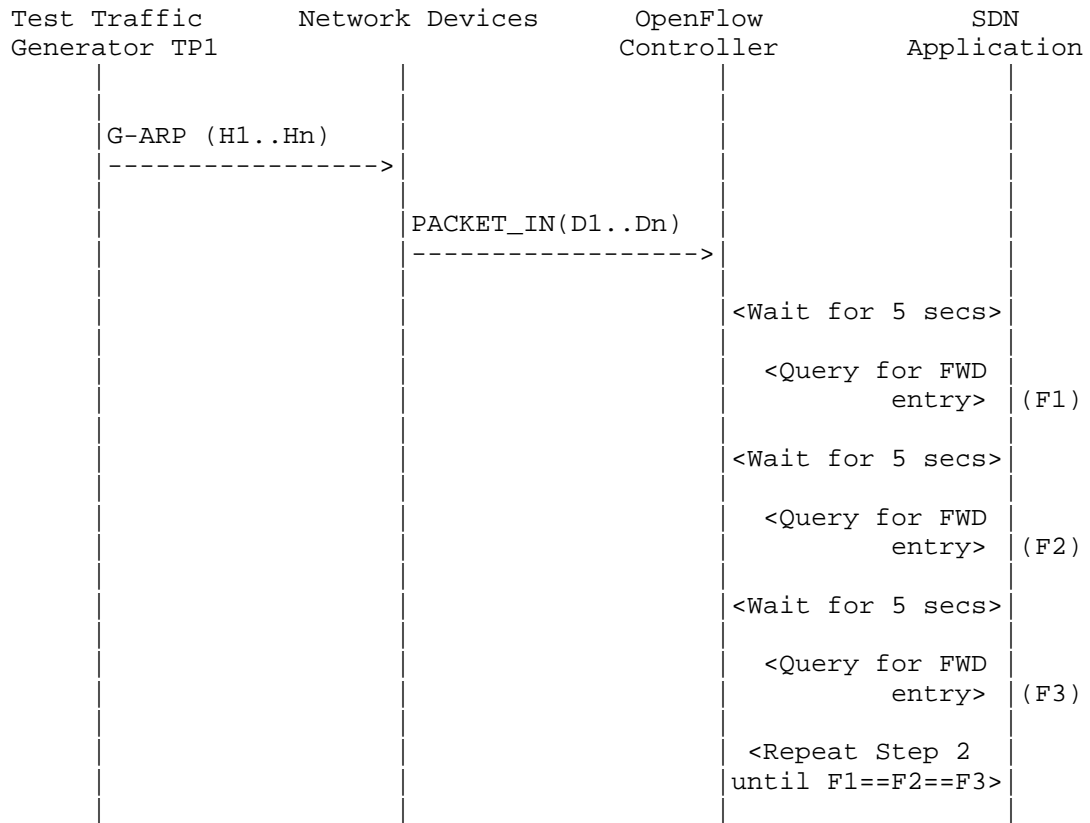 Test Traffic Network Devices OpenFlow SDN
Generator TP1 Controller Application
G-ARP (H1..Hn)
PACKET_IN(D1..Dn)
<Wait for 5 secs>
<Query for FWD
entry> (F1)
<Wait for 5 secs>
<Query for FWD
entry> (F2)
<Wait for 5 secs>
<Query for FWD
entry> (F3)
<Repeat Step 2
until F1==F2==F3>